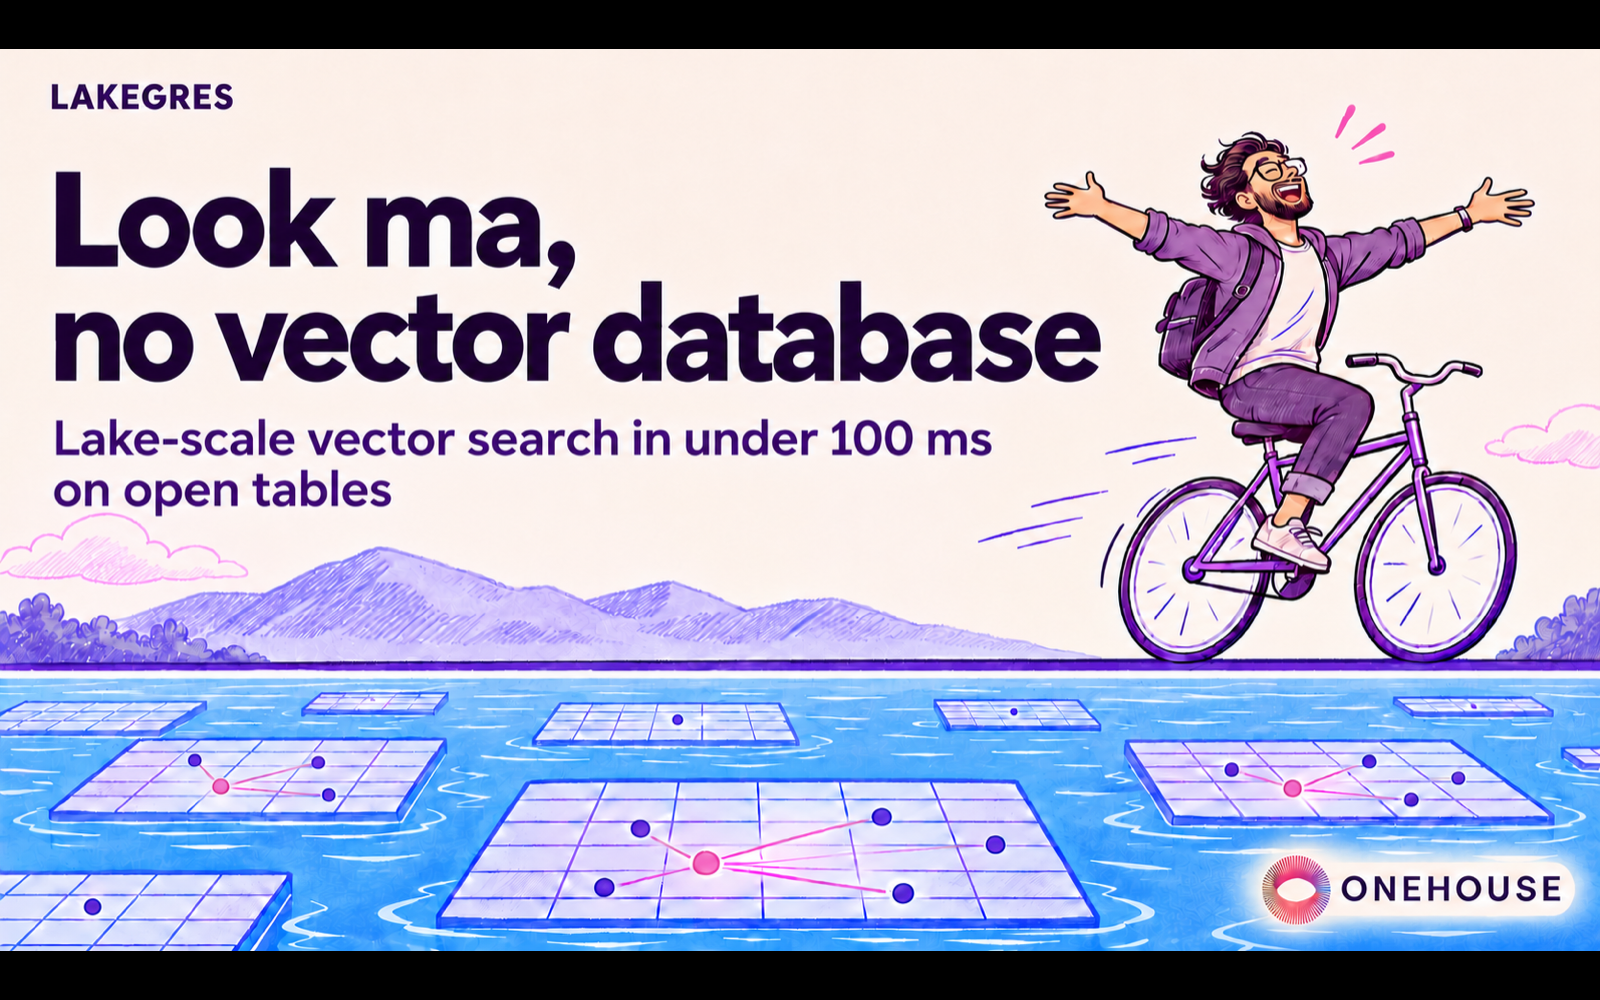 LAKEGRES
Look ma,
no vector database
Lake-scale vector search in under 100 ms
on open tables
ONEHOUSE